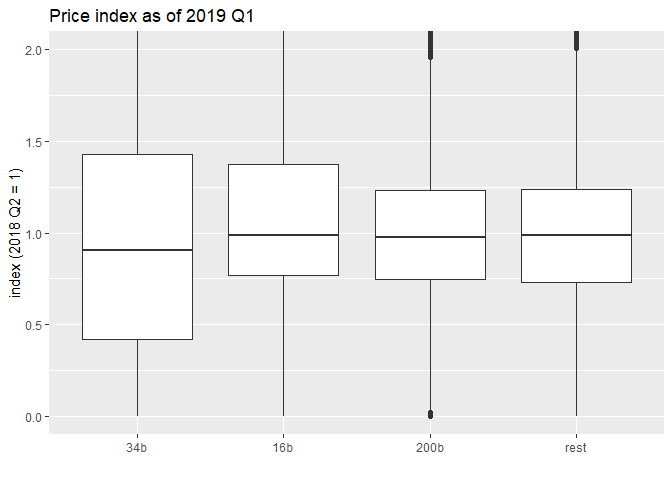 Price index as of 2019 Q1
index (2018 Q2 = 1)
2.0
1.5
1.0
0.5
0.0
34b 16b 200b rest